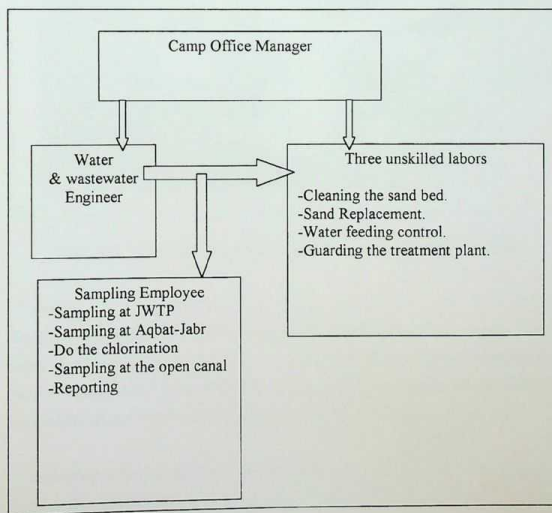 Camp Office Manager
Water
& wastewater
Engineer
Three unskilled labors
-Cleaning the sand bed.
-Sand Replacement.
-Water feeding control.
-Guarding the treatment plant.
Sampling Employee
-Sampling at JWTP
-Sampling at Aqbat-Jabr
-Do the chlorination
-Sampling at the open canal
-Reporting